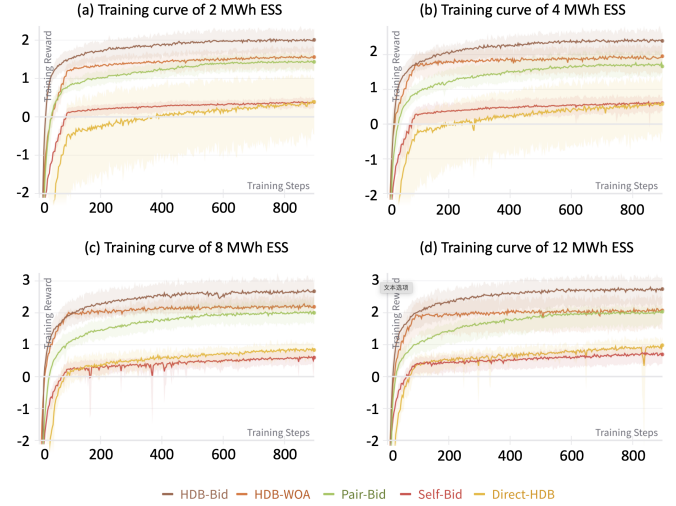 (a) Training curve of 2 MWh ESS
Training Reward
2
1
0
-1
-2
0
200
400
600
800
Training Steps
(b) Training curve of 4 MWh ESS
Training Reward
2
1
0
-1
-2
0
200
400
600
800
Training Steps
(c) Training curve of 8 MWh ESS
Training Reward
3
2
1
0
-1
-2
0
200
400
600
800
Training Steps
(d) Training curve of 12 MWh ESS
Training Reward
文本选项
3
2
1
0
-1
-2
0
200
400
600
800
Training Steps
HDB-Bid
HDB-WOA
Pair-Bid
Self-Bid
Direct-HDB